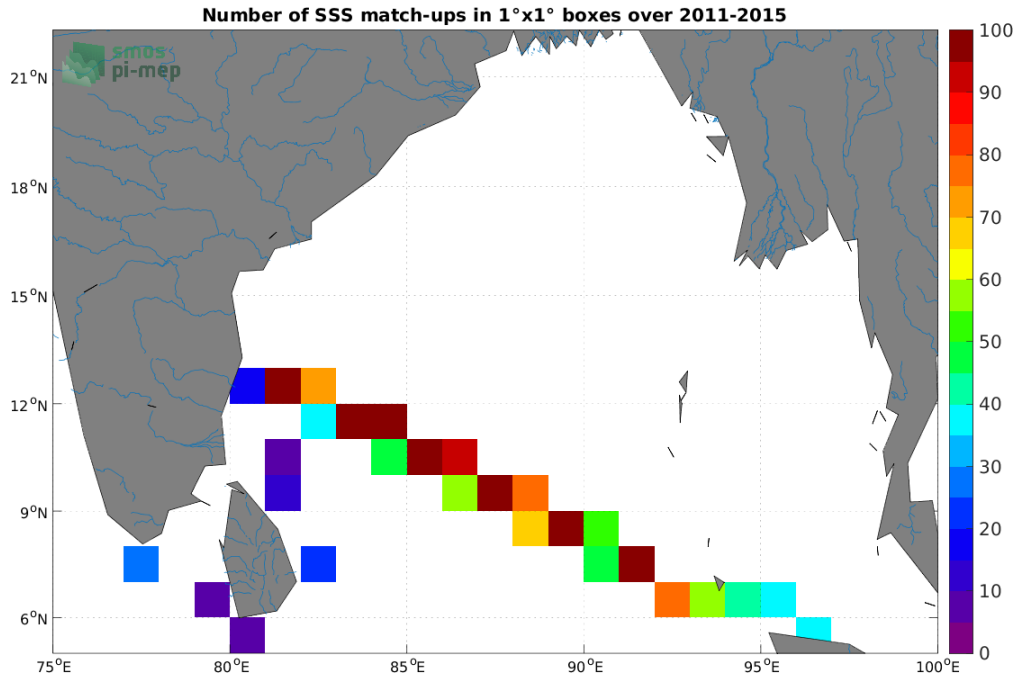 Number of SSS match-ups in 1°x1° boxes over 2011-2015
smos
pi-mep
21°N
18°N
15°N
12°N
9°N
6°N
75°E
80°E
85°E
90°E
95°E
100°E
100
90
80
70
60
50
40
30
20
10
0